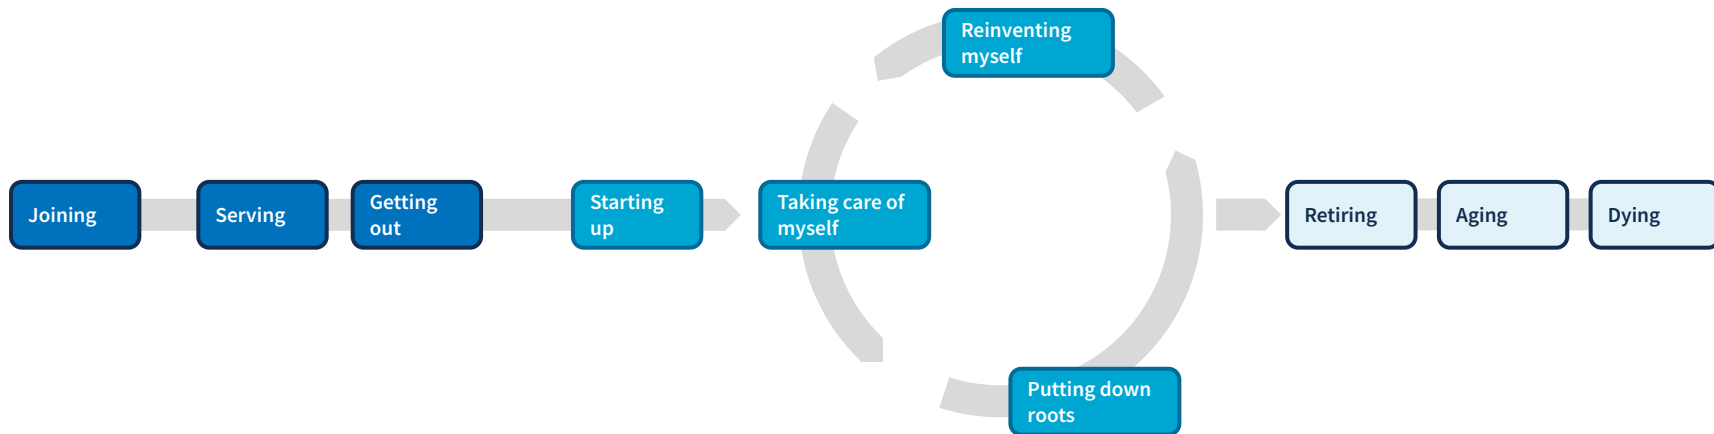 Joining
Serving
Getting
out
Starting
up
Taking care of
myself
Reinventing
myself
Putting down
roots
Retiring
Aging
Dying